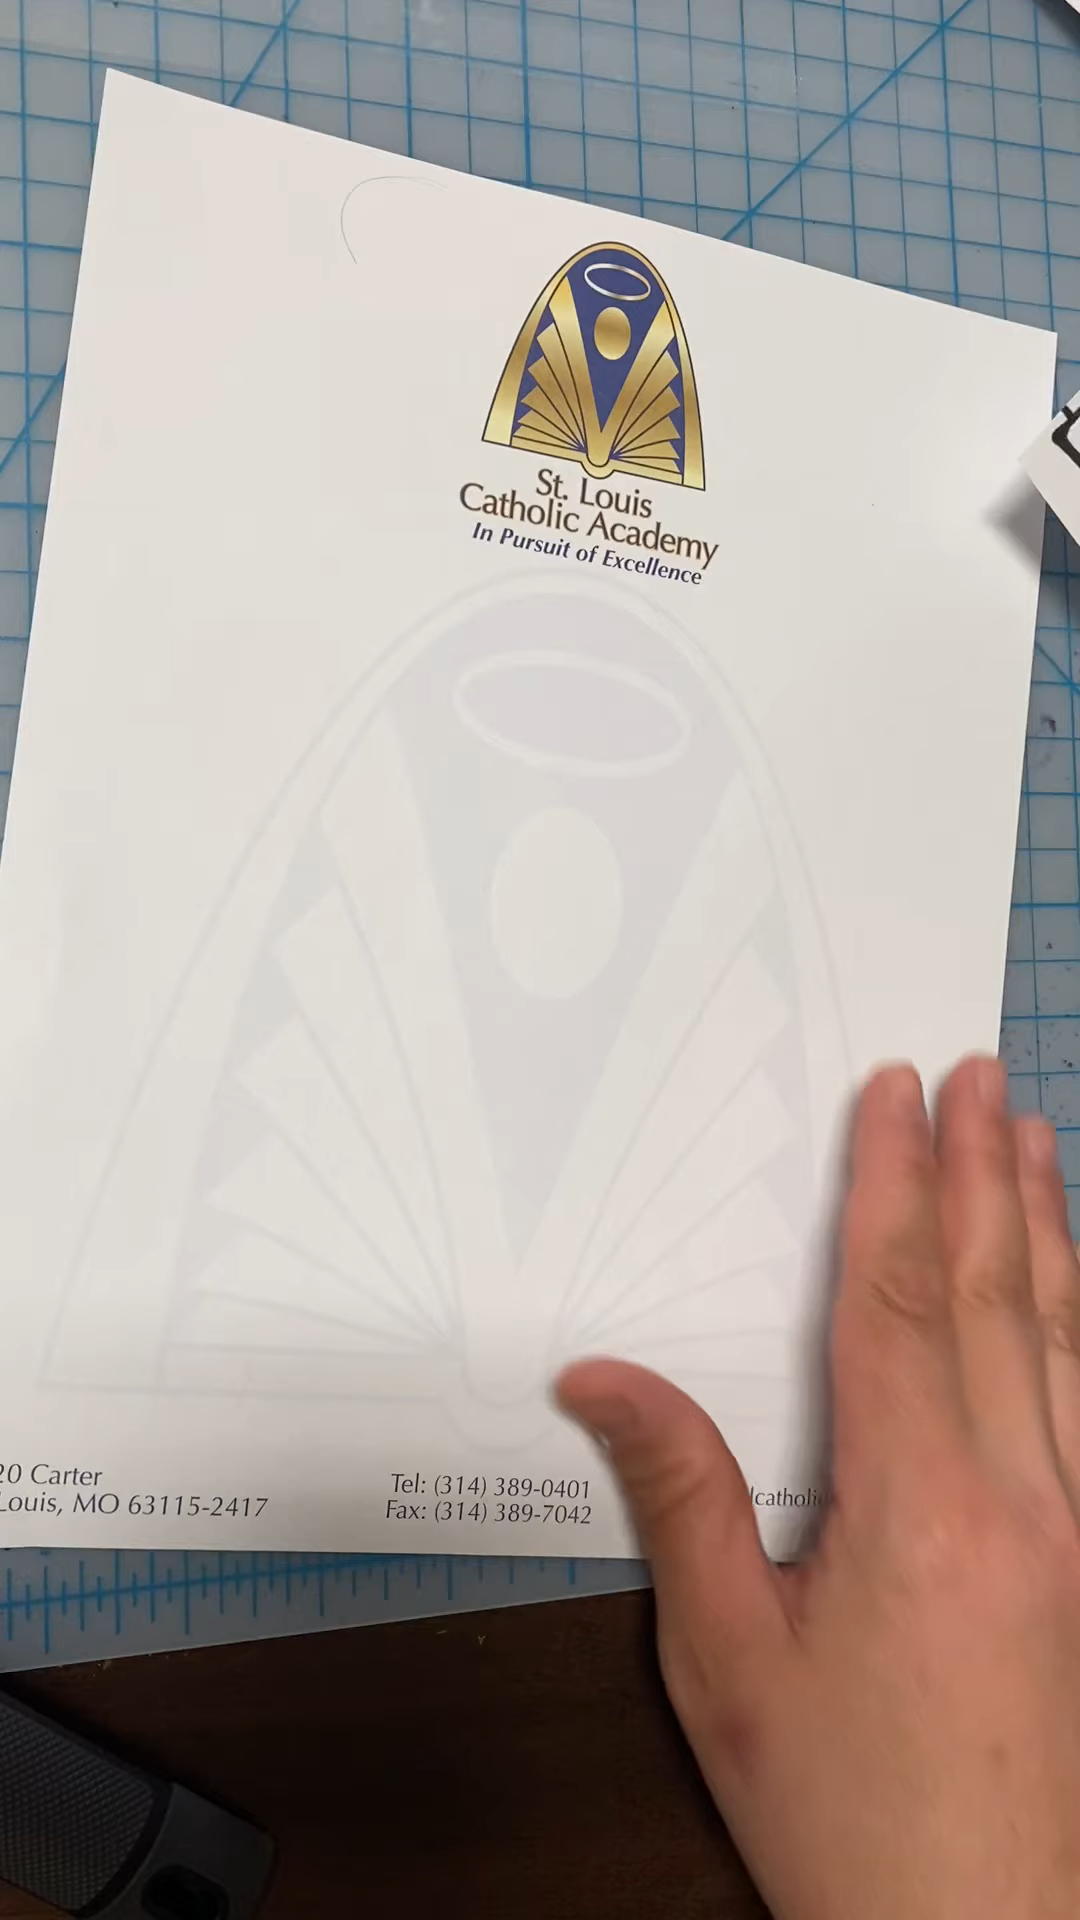 St. Louis
Catholic Academy
In Pursuit of Excellence
20 Carter
Louis, MO 63115-2417
Tel: (314) 389-0401
Fax: (314) 389-7042